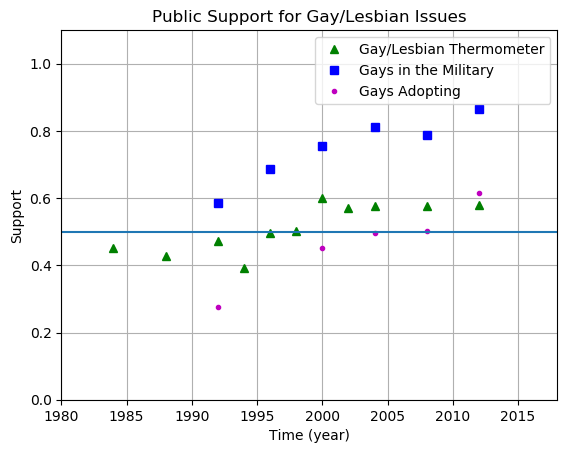 Public Support for Gay/Lesbian Issues
Gay/Lesbian Thermometer
Gays in the Military
Gays Adopting
1.0
0.8
0.6
0.4
0.2
0.0
Support
1980 1985 1990 1995 2000 2005 2010 2015
Time (year)